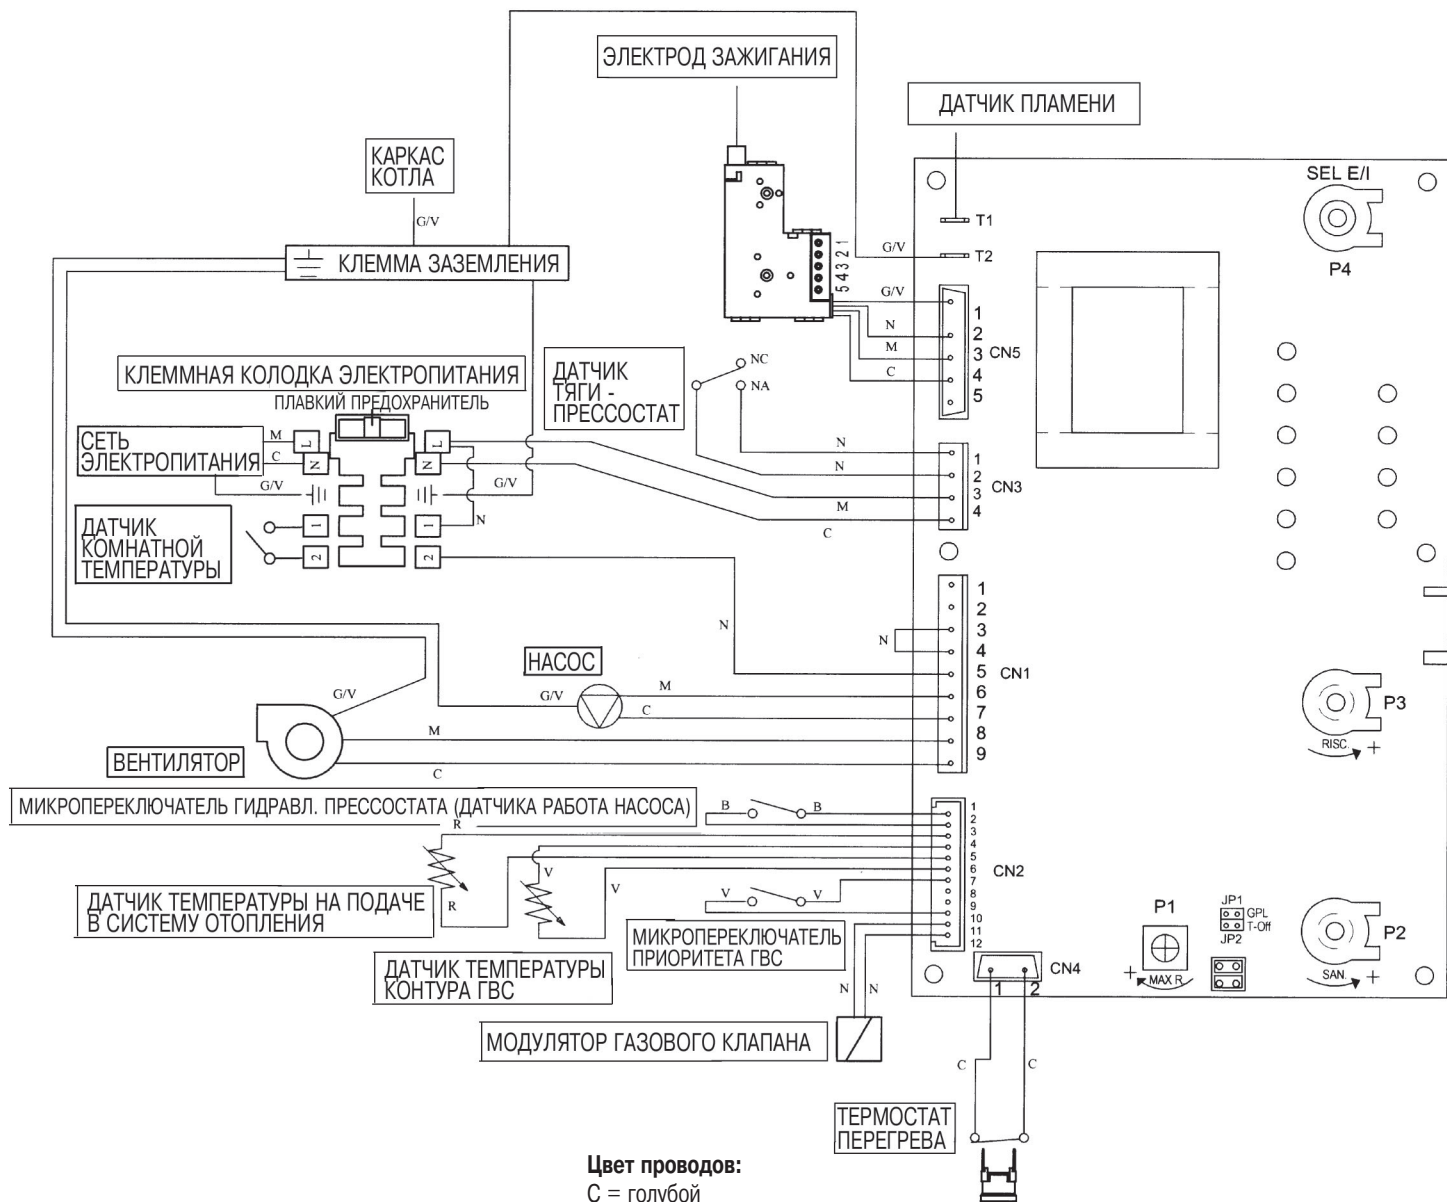 ЭЛЕКТРОД ЗАЖИГАНИЯ
ДАТЧИК ПЛАМЕНИ
КАРКАС
КОТЛА
G/V
SEL E/I
P4
T1
G/V
T2
КЛЕММА ЗАЗЕМЛЕНИЯ
5 4 3 2 1
G/V
N
M
C
1
2
3
4
5
CN5
КЛЕММНАЯ КОЛОДКА ЭЛЕКТРОПИТАНИЯ
ПЛАВКИЙ ПРЕДОХРАНИТЕЛЬ
ДАТЧИК
ТЯГИ -
ПРЕССОСТАТ
NC
NA
СЕТЬ
ЭЛЕКТРОПИТАНИЯ
M
C
G/V
L
N
L
N
G/V
N
N
N
M
C
1
2
3
4
CN3
ДАТЧИК
КОМНАТНОЙ
ТЕМПЕРАТУРЫ
1
2
1
2
N
N
1
2
3
4
5
6
7
8
9
CN1
НАСОС
G/V
M
C
G/V
M
C
ВЕНТИЛЯТОР
P3
RISC.
+
МИКРОПЕРЕКЛЮЧАТЕЛЬ ГИДРАВЛ. ПРЕССОСТАТА (ДАТЧИКА РАБОТА НАСОСА)
B
B
R
R
V
V
V
V
1
2
3
4
5
6
7
8
9
10
11
12
CN2
ДАТЧИК ТЕМПЕРАТУРЫ НА ПОДАЧЕ
В СИСТЕМУ ОТОПЛЕНИЯ
МИКРОПЕРЕКЛЮЧАТЕЛЬ
ПРИОРИТЕТА ГВС
ДАТЧИК ТЕМПЕРАТУРЫ
КОНТУРА ГВС
P1
+
MAX R
JP1
GPL
T-Off
JP2
P2
SAN.
+
CN4
1
2
N
N
МОДУЛЯТОР ГАЗОВОГО КЛАПАНА
C
C
ТЕРМОСТАТ
ПЕРЕГРЕВА
Цвет проводов:
C = голубой